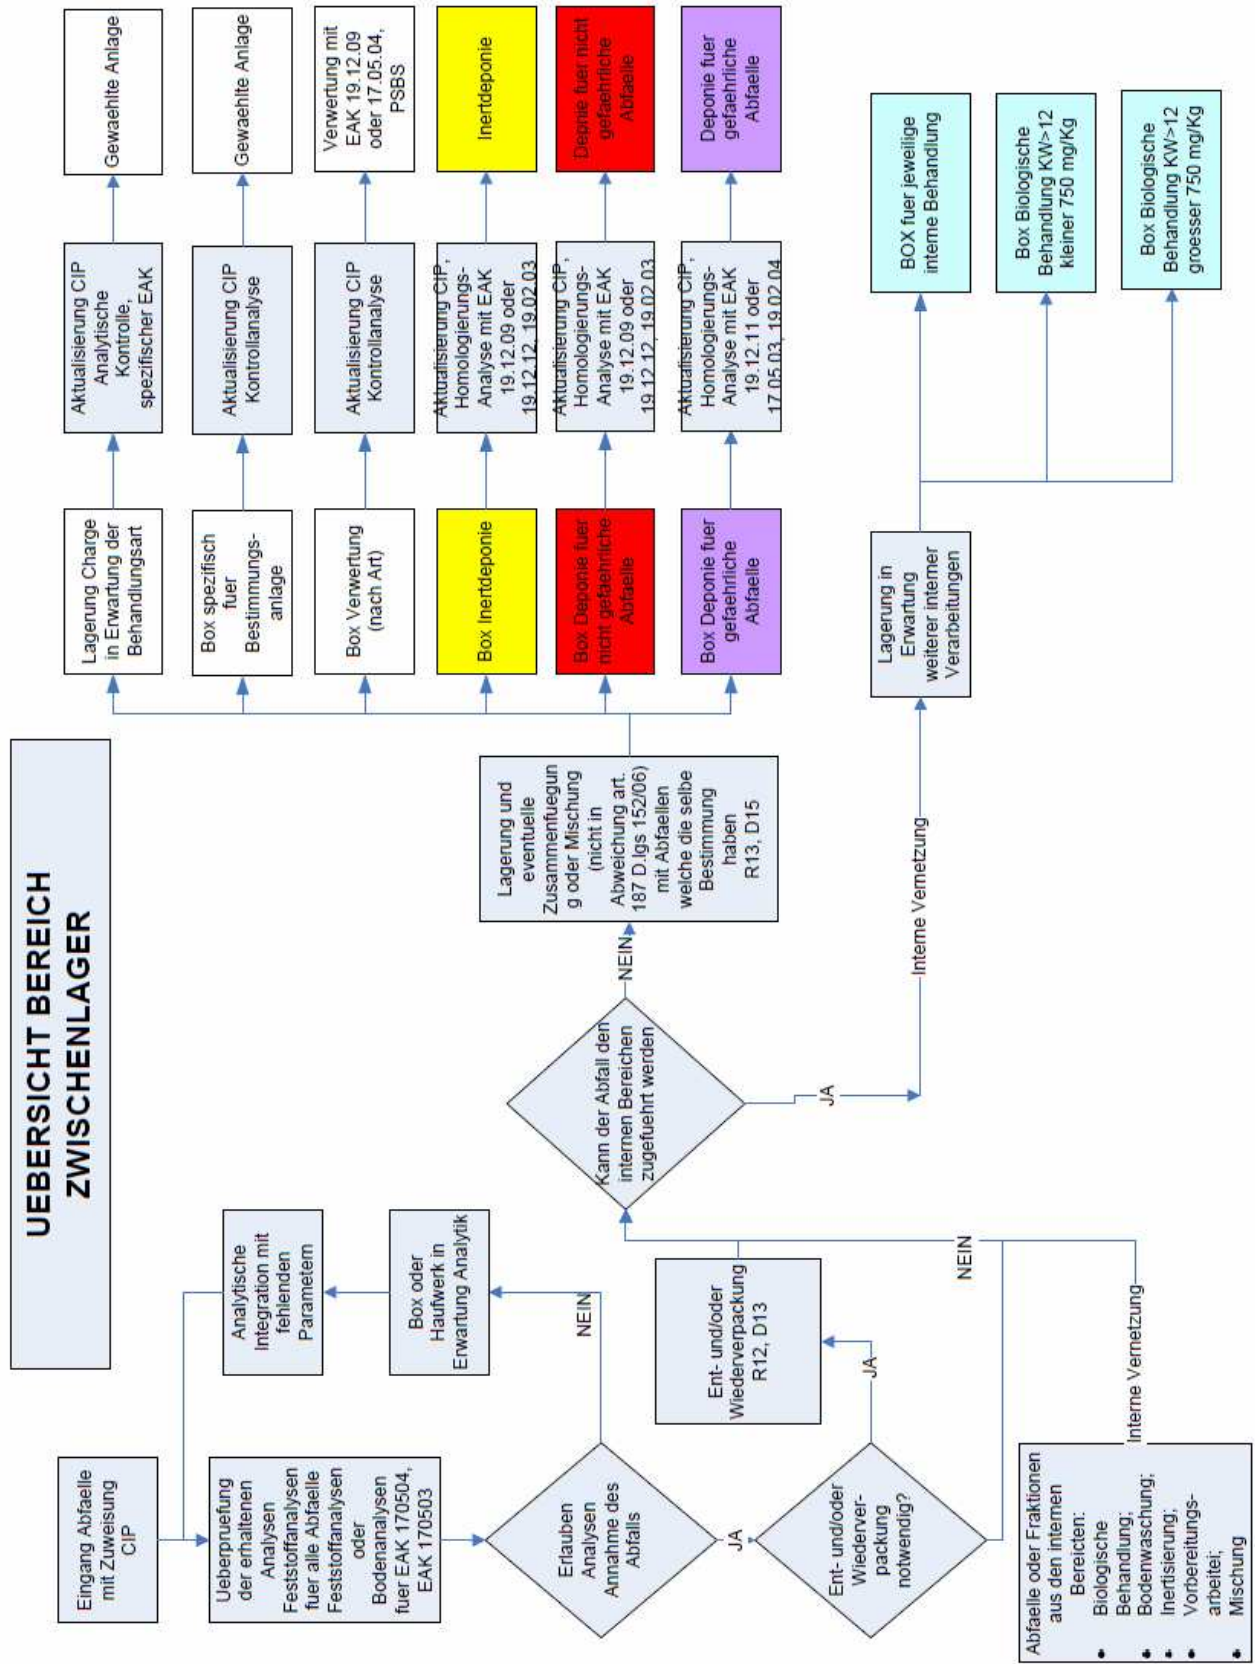 UEBERSICHT BEREICH
ZWISCHENLAGER
Eingang Abfaelle
mit Zuweisung
CIP
Ueberpruefung
der erhaltenen
Analysen
Feststoffanalysen
fuer alle Abfaelle
Feststoffanalysen
oder
Bodenanalysen
fuer EAK 170504,
EAK 170503
Analytische
Integration mit
fehlenden
Parametern
Box oder
Haufwerk in
Erwartung Analytik
Erlauben
Analysen
Annahme des
Abfalls
NEIN
JA
Ent- und/oder
Wiederver-
packung
notwendig?
JA
Ent- und/oder
Wiederverpackung
R12, D13
NEIN
Abfaelle oder Fraktionen
aus den internen
Bereicten:
• Biologische
Behandlung;
• Bodenwaschung;
• Inertisierung;
• Vorbereitungs-
arbeitei;
• Mischung
Interne Vernetzung
Kann der Abfall den
internen Bereichen
zugefuehrt werden
NEIN
JA
Interne Vernetzung
Lagerung und
eventuelle
Zusammenfuegun
g oder Mischung
(nicht in
Abweichung art.
187 D.lgs 152/06)
mit Abfaellen
welche die selbe
Bestimmung
haben
R13, D15
Lagerung Charge
in Erwartung der
Behandlungsart
Aktualisierung CIP
Analytische
Kontrolle,
spezifischer EAK
Gewaehlte Anlage
Box spezifisch
fuer
Bestimmungs-
anlage
Aktualisierung CIP
Kontrollanalyse
Gewaehlte Anlage
Box Verwertung
(nach Art)
Aktualisierung CIP
Kontrollanalyse
Verwertung mit
EAK 19.12.09
oder 17.05.04,
PSBS
Box Inertdeponie
Aktualisierung CIP,
Homologierungs-
Analyse mit EAK
19.12.09 oder
19.12.12, 19.02.03
Inertdeponie
Box Deponie fuer
nicht gefaehrliche
Abfaelle
Aktualisierung CIP,
Homologierungs-
Analyse mit EAK
19.12.09 oder
19.12.12, 19.02.03
Depnie fuer nicht
gefaehrliche
Abfaelle
Box Deponie fuer
gefaehrliche
Abfaelle
Aktualisierung CIP,
Homologierungs-
Analyse mit EAK
19.12.11 oder
17.05.03, 19.02.04
Deponie fuer
gefaehrliche
Abfaelle
Lagerung in
Erwartung
weiterer interner
Verarbeitungen
BOX fuer jeweilige
interne Behandlung
Box Biologische
Behandlung KW>12
kleiner 750 mg/Kg
Box Biologische
Behandlung KW>12
groesser 750 mg/Kg